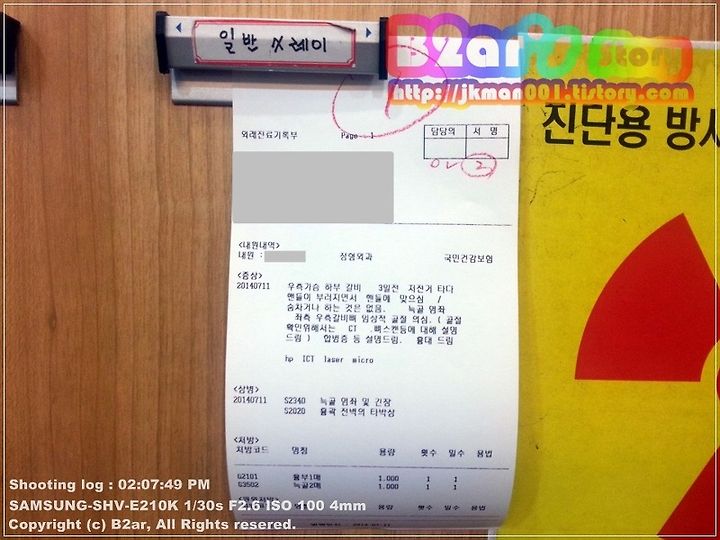 일반 X레이
B2ar's story
http://jkman001.tistory.com
진단용 방사
외래진료기록부 Page 1
담당의 서 명
<내원내역>
내원 : 정형외과 국민건강보험
<증상>
20140711 우측가슴 하부 갈비 3일전 자전거 타다
핸들이 부러지면서 핸들에 맞으심 /
숨차거나 하는 것은 없음. 늑골 염좌
좌측 우측갈비뼈 임상적 골절 의심. ( 골절
확인위해서는 CT .뼈스캔등에 대해 설명
드림 ) 합병증 등 설명드림. 흉대 드림
hp ICT laser micro
<상병>
20140711 S2340 늑골 염좌 및 긴장
S2020 흉곽 전벽의 타박상
<처방>
처방코드 명칭 용량 횟수 일수 용법
G2101 흉부1매 1.000 1 1
G3502 늑골2매 1.000 1 1
Shooting log : 02:07:49 PM
SAMSUNG-SHV-E210K 1/30s F2.6 ISO 100 4mm
Copyright (c) B2ar, All Rights resered.